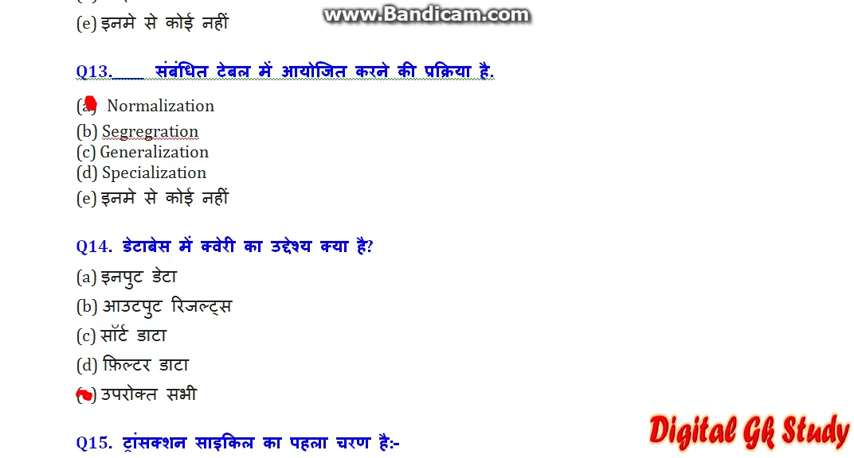 www.Bandicam.com
(e) इनमे से कोई नहीं
Q13.____ संबंधित टेबल में आयोजित करने की प्रक्रिया है.
(a) Normalization
(b) Segregration
(c) Generalization
(d) Specialization
(e) इनमे से कोई नहीं
Q14. डेटाबेस में क्वेरी का उद्देश्य क्या है?
(a) इनपुट डेटा
(b) आउटपुट रिजल्ट्स
(c) सॉर्ट डाटा
(d) फ़िल्टर डाटा
(e) उपरोक्त सभी
Q15. ट्रांसक्शन साइकिल का पहला चरण है:-
Digital Gk Study